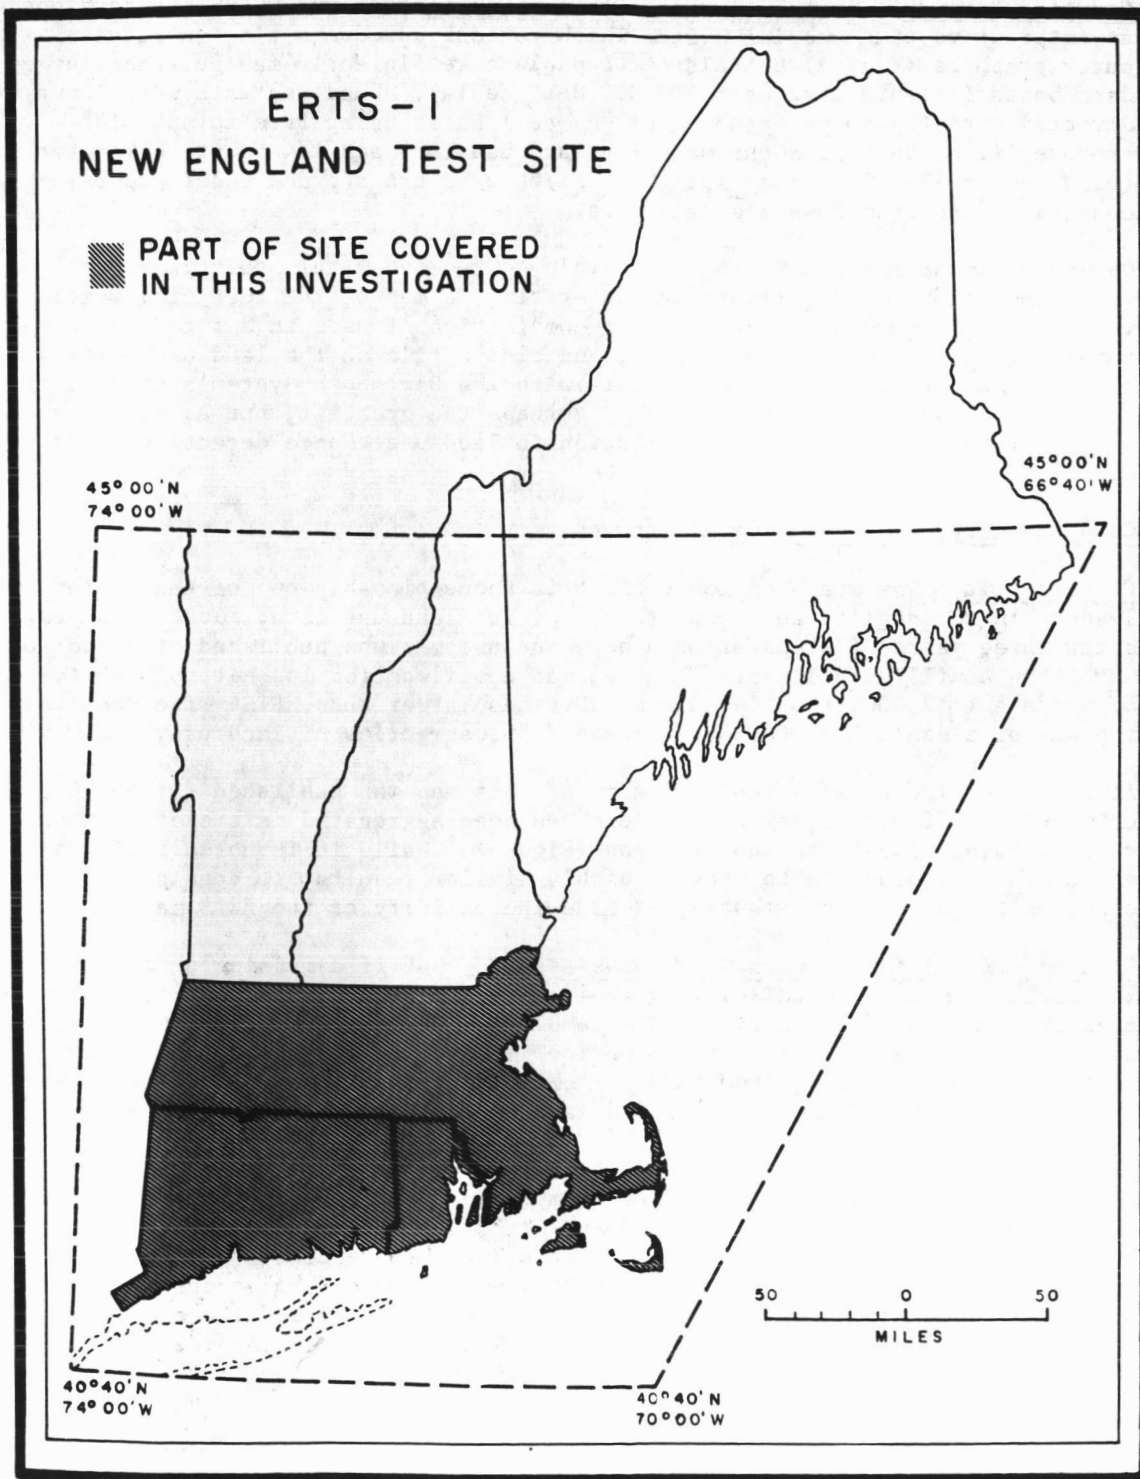 ERTS-1
NEW ENGLAND TEST SITE
PART OF SITE COVERED
IN THIS INVESTIGATION
45°00'N
74°00'W
45°00'N
66°40'W
50 0 50
MILES
40°40'N
74°00'W
40°40'N
70°00'W